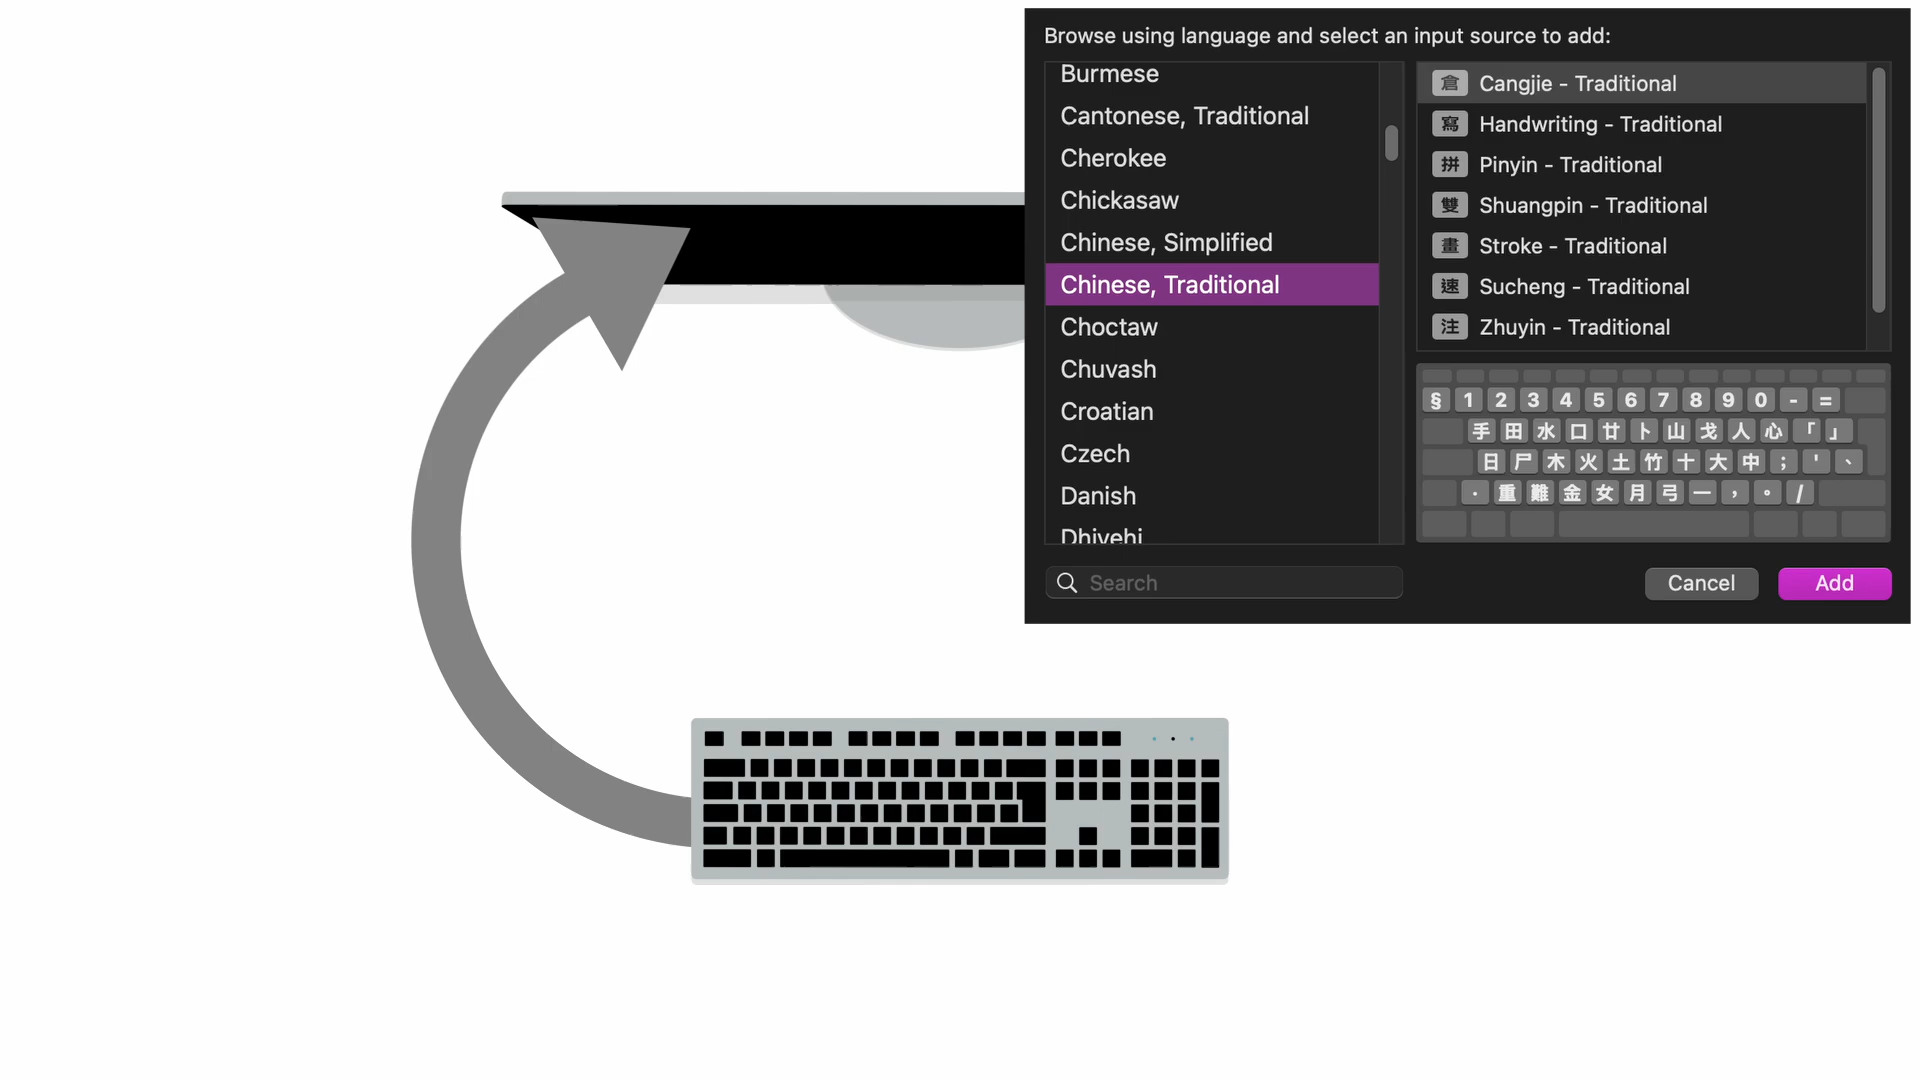 Browse using language and select an input source to add:
Burmese
Cantonese, Traditional
Cherokee
Chickasaw
Chinese, Simplified
Chinese, Traditional
Choctaw
Chuvash
Croatian
Czech
Danish
Dhivehi
Search
倉 Cangjie - Traditional
寫 Handwriting - Traditional
拼 Pinyin - Traditional
雙 Shuangpin - Traditional
畫 Stroke - Traditional
速 Sucheng - Traditional
注 Zhuyin - Traditional
§ 1 2 3 4 5 6 7 8 9 0 - =
手 田 水 口 廿 卜 山 戈 人 心 「 」
日 尸 木 火 土 竹 十 大 中 ; ' 、
· 重 難 金 女 月 弓 一 , 。 /
Cancel Add